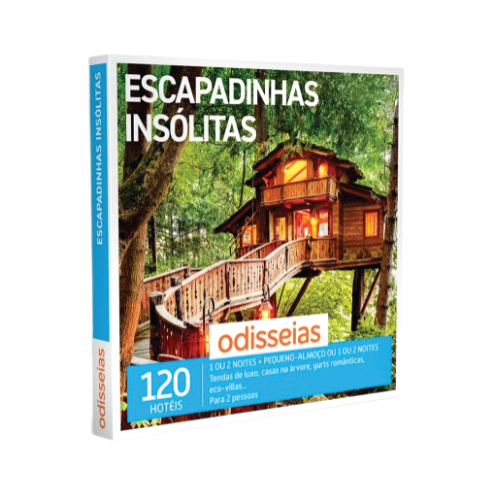 ESCAPADINHAS INSÓLITAS
odisseias
ESCAPADINHAS
INSÓLITAS
odisseias
120
HOTÉIS
1 OU 2 NOITES • PEQUENO-ALMOÇO OU 1 OU 2 NOITES
Tendas de luxo, casas na árvore, yurts românticas,
eco-villas...
Para 2 pessoas